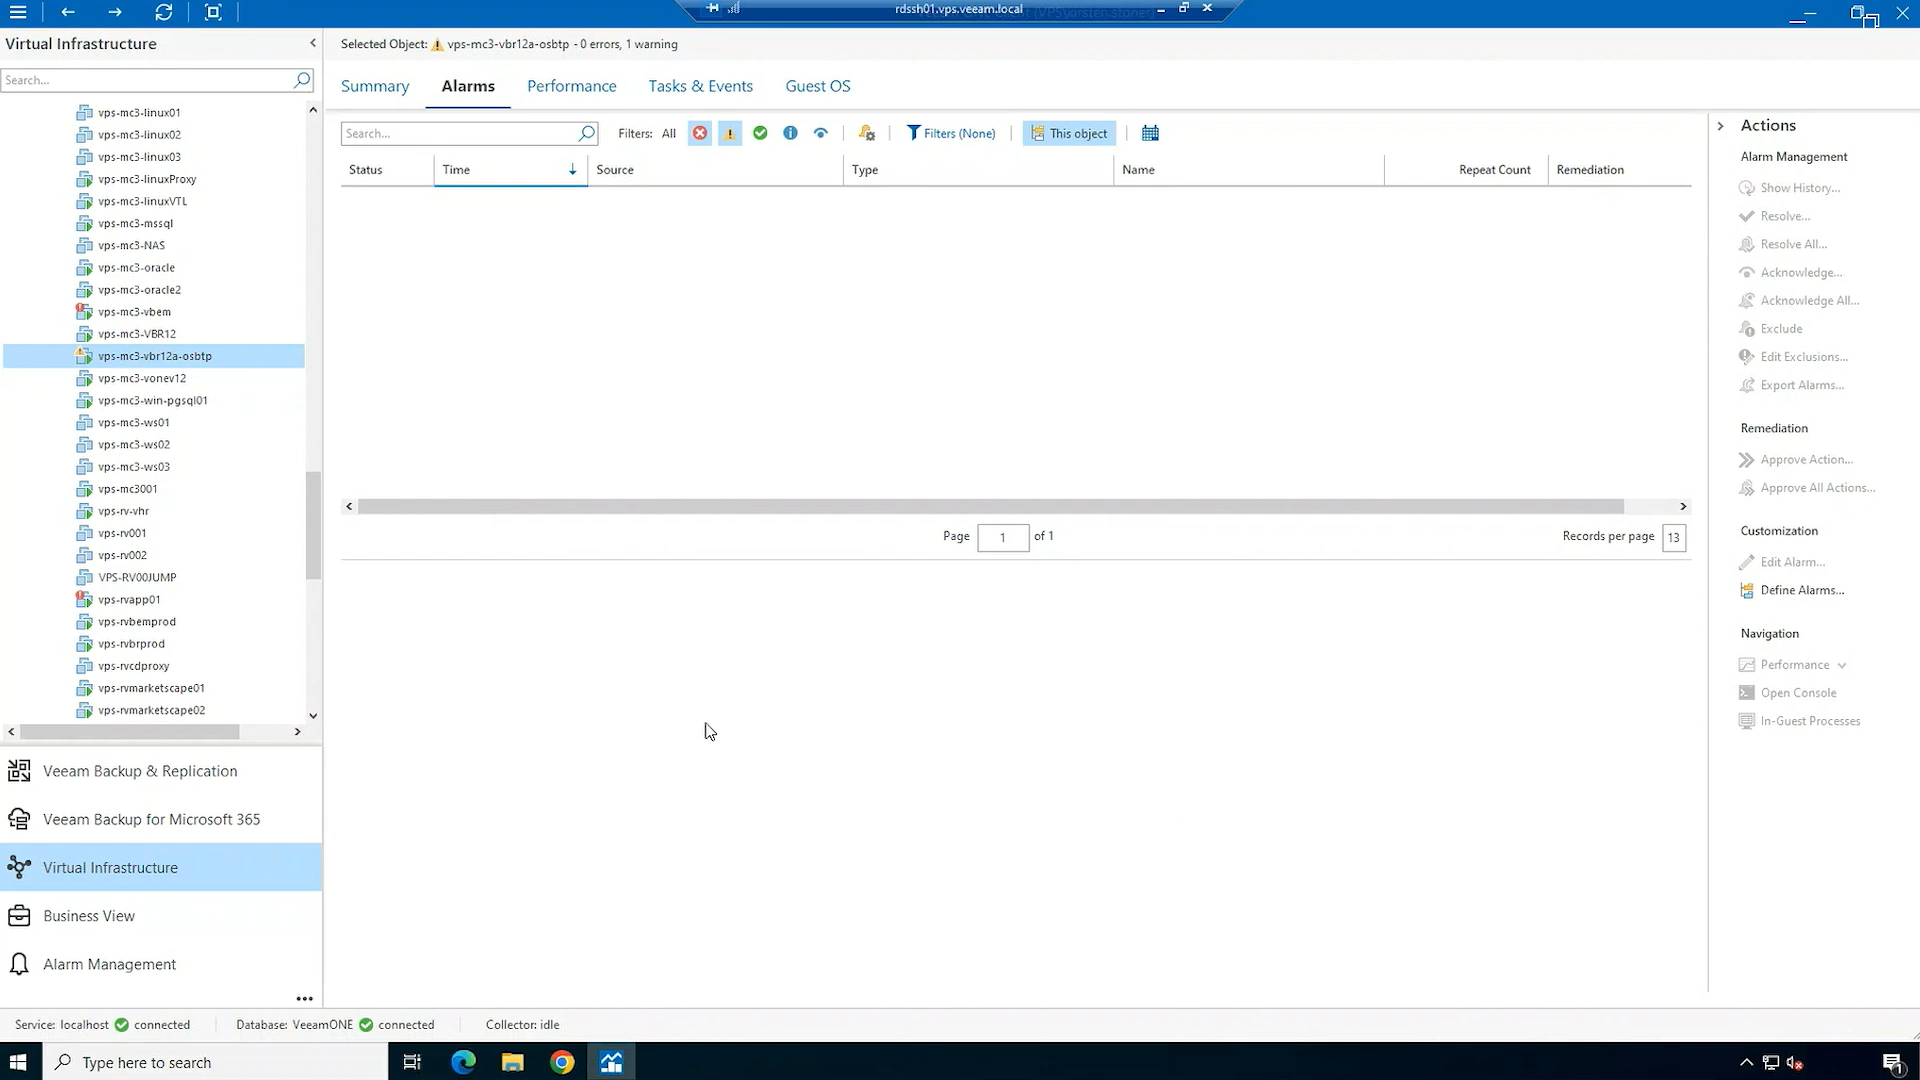 rdssh01.vps.veeam.local
Virtual Infrastructure
Search...
vps-mc3-linux01
vps-mc3-linux02
vps-mc3-linux03
vps-mc3-linuxProxy
vps-mc3-linuxVTL
vps-mc3-mssql
vps-mc3-NAS
vps-mc3-oracle
vps-mc3-oracle2
vps-mc3-vbem
vps-mc3-VBR12
vps-mc3-vbr12a-osbtp
vps-mc3-vonev12
vps-mc3-win-pgsql01
vps-mc3-ws01
vps-mc3-ws02
vps-mc3-ws03
vps-mc3001
vps-rv-vhr
vps-rv001
vps-rv002
VPS-RV00JUMP
vps-rvapp01
vps-rvbemprod
vps-rvbrprod
vps-rvcdproxy
vps-rvmarketscape01
vps-rvmarketscape02
Veeam Backup & Replication
Veeam Backup for Microsoft 365
Virtual Infrastructure
Business View
Alarm Management
Selected Object: vps-mc3-vbr12a-osbtp - 0 errors, 1 warning
Summary Alarms Performance Tasks & Events Guest OS
Search... Filters: All Filters (None) This object
Status Time Source Type Name Repeat Count Remediation
Page 1 of 1 Records per page 13
Actions
Alarm Management
Show History...
Resolve...
Resolve All...
Acknowledge...
Acknowledge All...
Exclude
Edit Exclusions...
Export Alarms...
Remediation
Approve Action...
Approve All Actions...
Customization
Edit Alarm...
Define Alarms...
Navigation
Performance
Open Console
In-Guest Processes
Service: localhost connected Database: VeeamONE connected Collector: idle
Type here to search
1